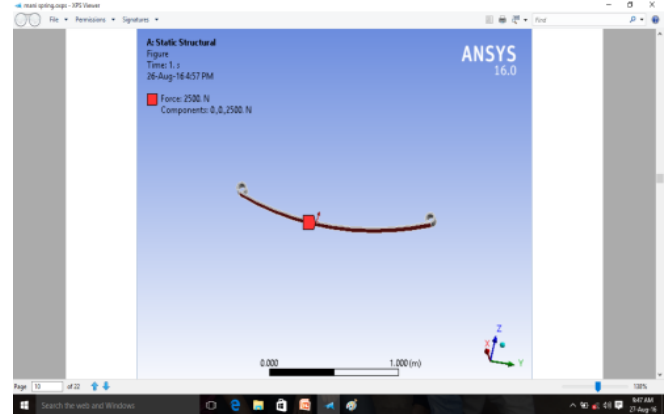 mani spring.oxps - XPS Viewer
File Permissions Signatures
Find
A: Static Structural
Figure
Time: 1. s
26-Aug-16 4:57 PM
Force: 2500. N
Components: 0,,0,,2500. N
ANSYS
16.0
Z
X
Y
0.000 1.000 (m)
Page 10 of 22 130%
Search the web and Windows
9:47 AM
27-Aug-16